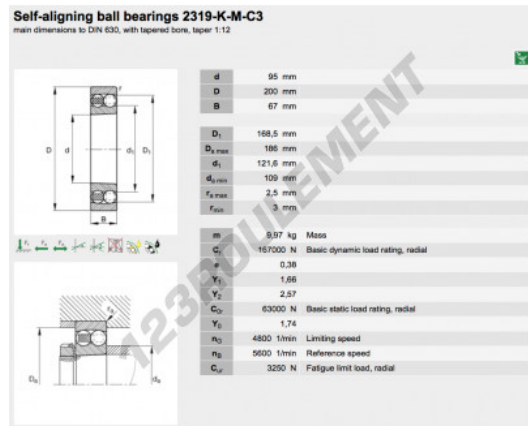 Self-aligning ball bearings 2319-K-M-C3
main dimensions to DIN 630, with tapered bore, taper 1:12
d 95 mm
D 200 mm
B 67 mm
D1 168,5 mm
Da max 186 mm
d1 121,6 mm
da min 109 mm
ra max 2,5 mm
rmin 3 mm
m 9,97 kg Mass
Cr 167000 N Basic dynamic load rating, radial
e 0,38
Y1 1,66
Y2 2,57
C0r 63000 N Basic static load rating, radial
Y0 1,74
nG 4800 1/min Limiting speed
nB 5600 1/min Reference speed
Cur 3250 N Fatigue limit load, radial
r
D d d1 D1
B
ra
Da da
123ROULEMENT